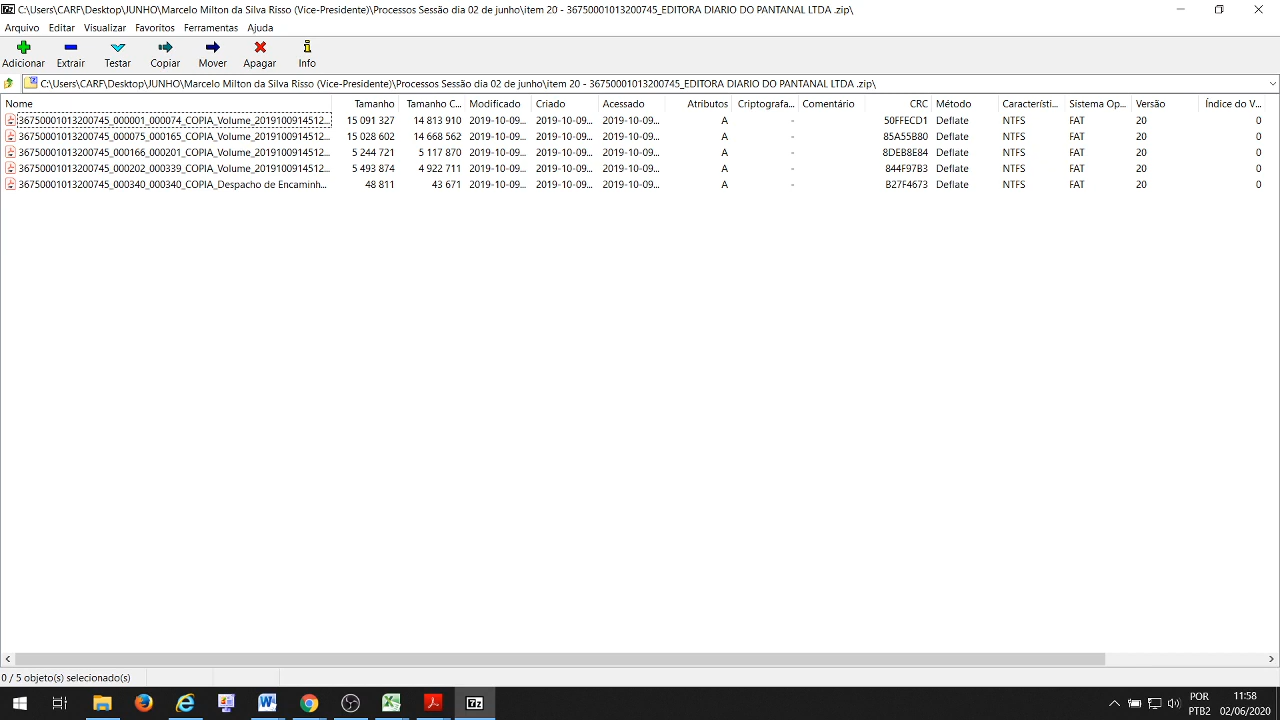 C:\Users\CARF\Desktop\JUNHO\Marcelo Milton da Silva Risso (Vice-Presidente)\Processos Sessão dia 02 de junho\item 20 - 36750001013200745_EDITORA DIARIO DO PANTANAL LTDA .zip\
Arquivo Editar Visualizar Favoritos Ferramentas Ajuda
Adicionar Extrair Testar Copiar Mover Apagar Info
C:\Users\CARF\Desktop\JUNHO\Marcelo Milton da Silva Risso (Vice-Presidente)\Processos Sessão dia 02 de junho\item 20 - 36750001013200745_EDITORA DIARIO DO PANTANAL LTDA .zip\
Nome Tamanho Tamanho C... Modificado Criado Acessado Atributos Criptografa... Comentário CRC Método Característi... Sistema Op... Versão Índice do V...
36750001013200745_000001_000074_COPIA_Volume_2019100914512... 15 091 327 14 813 910 2019-10-09... 2019-10-09... 2019-10-09... A - 50FFECD1 Deflate NTFS FAT 20 0
36750001013200745_000075_000165_COPIA_Volume_2019100914512... 15 028 602 14 668 562 2019-10-09... 2019-10-09... 2019-10-09... A - 85A55B80 Deflate NTFS FAT 20 0
36750001013200745_000166_000201_COPIA_Volume_2019100914512... 5 244 721 5 117 870 2019-10-09... 2019-10-09... 2019-10-09... A - 8DEB8E84 Deflate NTFS FAT 20 0
36750001013200745_000202_000339_COPIA_Volume_2019100914512... 5 493 874 4 922 711 2019-10-09... 2019-10-09... 2019-10-09... A - 844F97B3 Deflate NTFS FAT 20 0
36750001013200745_000340_000340_COPIA_Despacho de Encaminh... 48 811 43 671 2019-10-09... 2019-10-09... 2019-10-09... A - B27F4673 Deflate NTFS FAT 20 0
0 / 5 objeto(s) selecionado(s)
POR 11:58
PTB2 02/06/2020